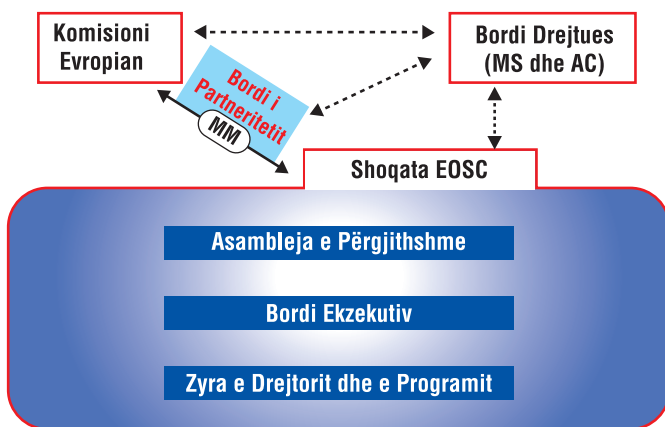 Komisioni
Evropian
Bordi Drejtues
(MS dhe AC)
Bordi i
Partneritetit
MM
Shoqata EOSC
Asambleja e Përgjithshme
Bordi Ekzekutiv
Zyra e Drejtorit dhe e Programit